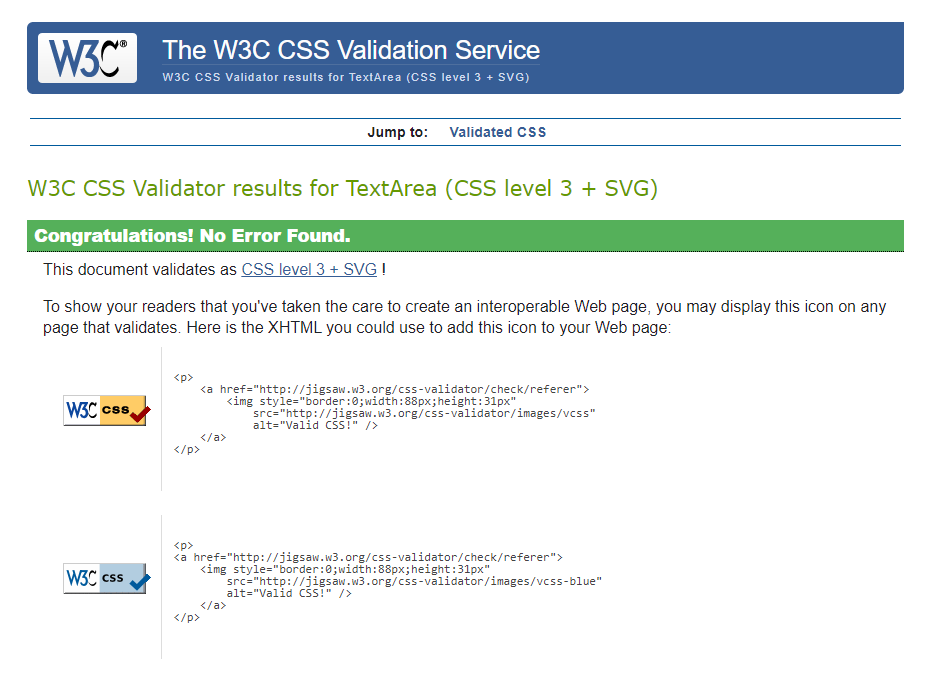 W3C®
The W3C CSS Validation Service
W3C CSS Validator results for TextArea (CSS level 3 + SVG)
Jump to: Validated CSS
W3C CSS Validator results for TextArea (CSS level 3 + SVG)
Congratulations! No Error Found.
This document validates as CSS level 3 + SVG !
To show your readers that you've taken the care to create an interoperable Web page, you may display this icon on any
page that validates. Here is the XHTML you could use to add this icon to your Web page:
W3C css
<p>
    <a href="http://jigsaw.w3.org/css-validator/check/referer">
        <img style="border:0;width:88px;height:31px"
            src="http://jigsaw.w3.org/css-validator/images/vcss"
            alt="Valid CSS!" />
    </a>
</p>
W3C css
<p>
<a href="http://jigsaw.w3.org/css-validator/check/referer">
    <img style="border:0;width:88px;height:31px"
        src="http://jigsaw.w3.org/css-validator/images/vcss-blue"
        alt="Valid CSS!" />
    </a>
</p>